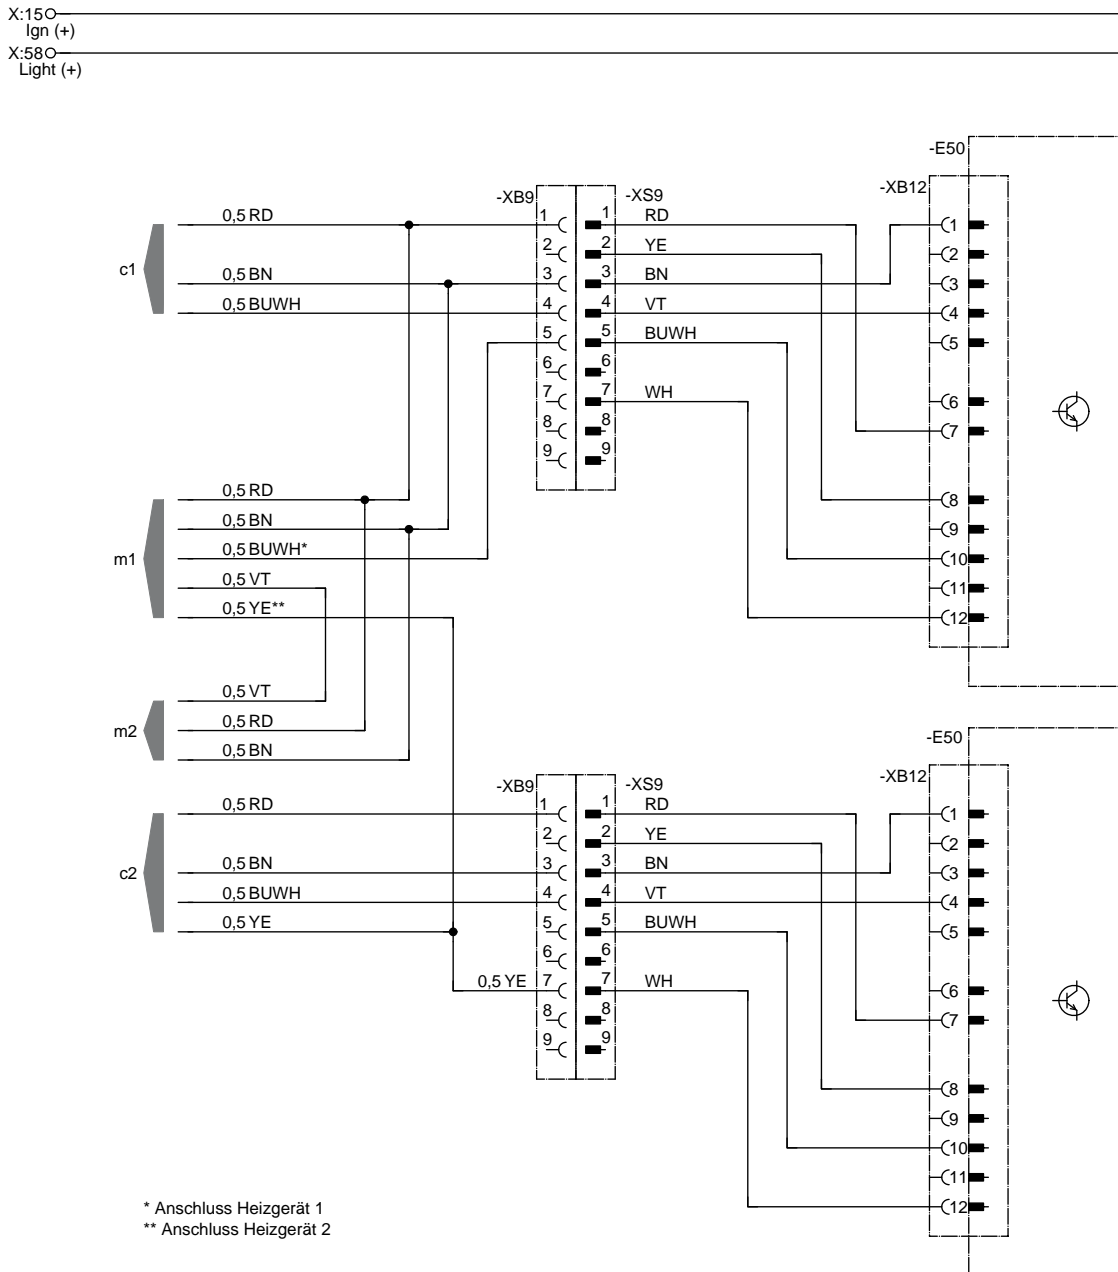 X:15
Ign (+)
X:58
Light (+)
-E50
-XB9 -XS9 -XB12
0,5 RD 1 1 RD 1
2 2 YE 2
c1 0,5 BN 3 3 BN 3
0,5 BUWH 4 4 VT 4
5 5 BUWH 5
6 6
7 7 WH 6
8 8 7
9 9
0,5 RD 8
0,5 BN 9
m1 0,5 BUWH* 10
0,5 VT 11
0,5 YE** 12
0,5 VT
m2 0,5 RD
0,5 BN
-E50
-XB9 -XS9 -XB12
0,5 RD 1 1 RD 1
2 2 YE 2
c2 0,5 BN 3 3 BN 3
0,5 BUWH 4 4 VT 4
0,5 YE 5 5 BUWH 5
6 6
0,5 YE 7 7 WH 6
8 8 7
9 9
8
9
10
11
12
* Anschluss Heizgerät 1
** Anschluss Heizgerät 2